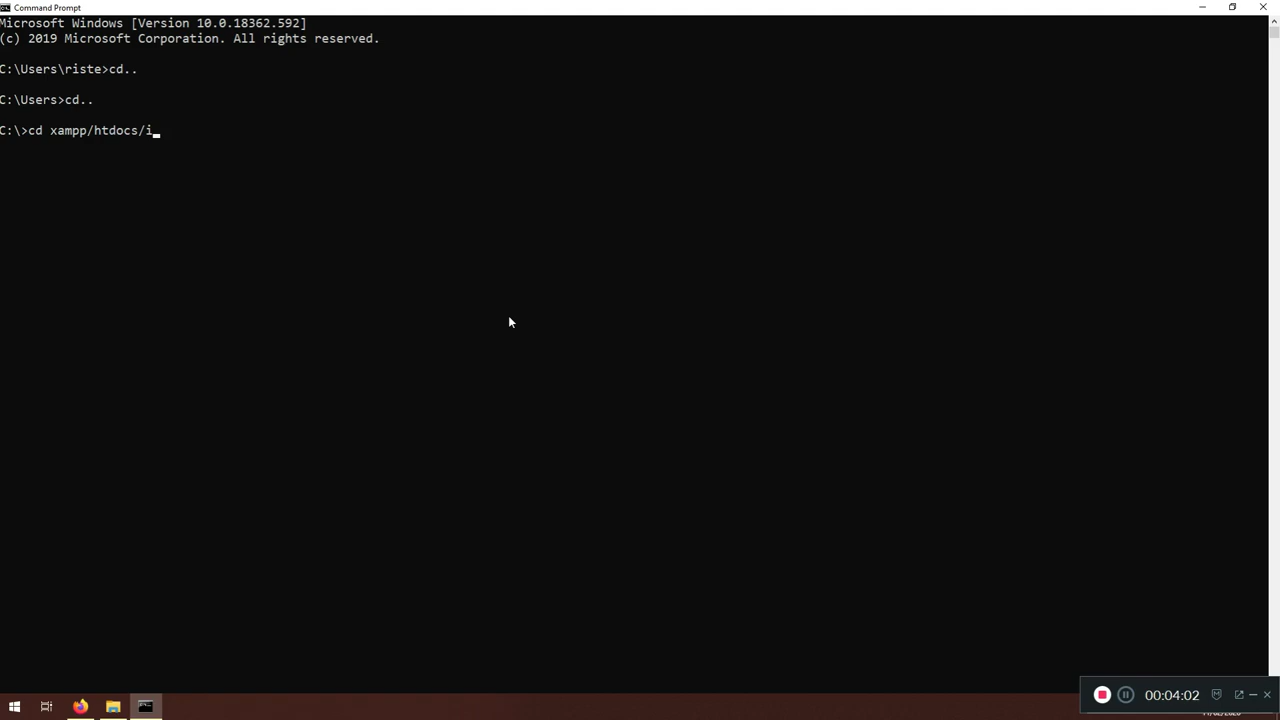 Command Prompt
Microsoft Windows [Version 10.0.18362.592]
(c) 2019 Microsoft Corporation. All rights reserved.
C:\Users\riste>cd..
C:\Users>cd..
C:\>cd xampp/htdocs/i_
00:04:02